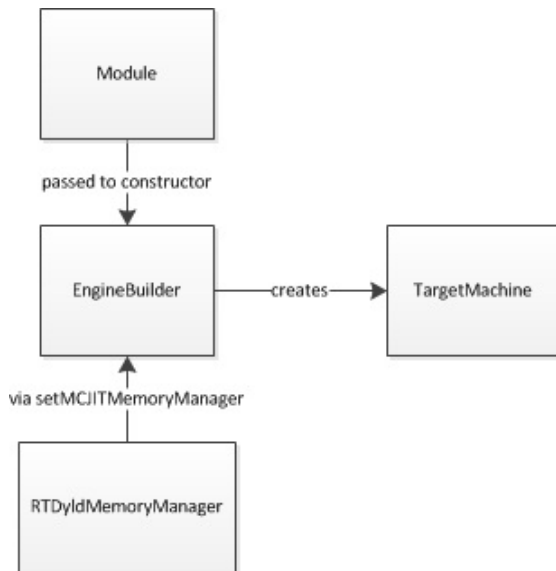 Module
passed to constructor
EngineBuilder
creates
TargetMachine
via setMCJITMemoryManager
RTDyldMemoryManager